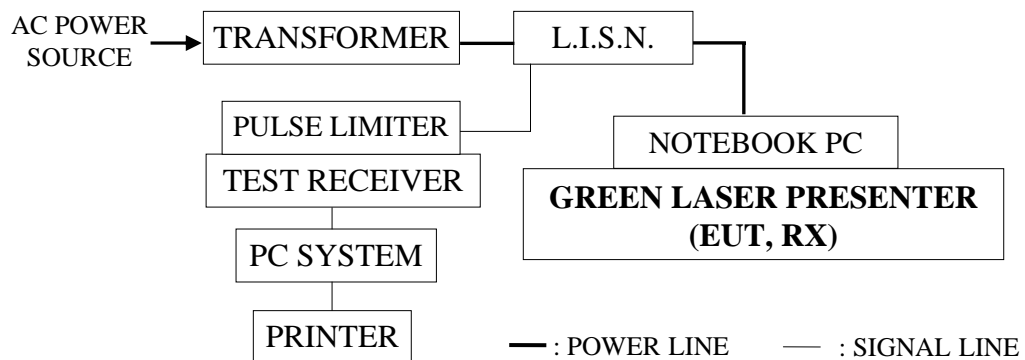 AC POWER
SOURCE
TRANSFORMER
L.I.S.N.
PULSE LIMITER
NOTEBOOK PC
TEST RECEIVER
GREEN LASER PRESENTER
(EUT, RX)
PC SYSTEM
PRINTER
: POWER LINE
: SIGNAL LINE